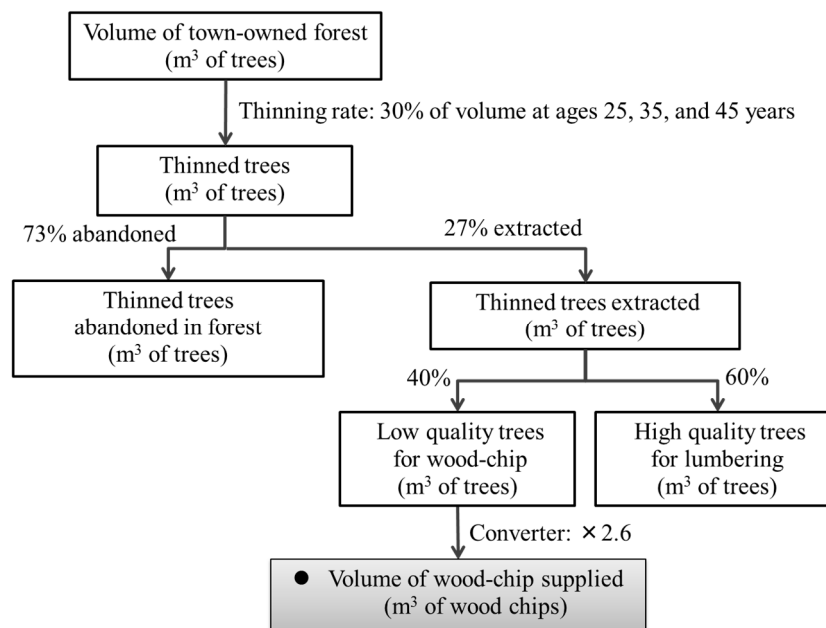 Volume of town-owned forest
(m³ of trees)
Thinning rate: 30% of volume at ages 25, 35, and 45 years
Thinned trees
(m³ of trees)
73% abandoned
27% extracted
Thinned trees
abandoned in forest
(m³ of trees)
Thinned trees extracted
(m³ of trees)
40%
60%
Low quality trees
for wood-chip
(m³ of trees)
High quality trees
for lumbering
(m³ of trees)
Converter: ×2.6
● Volume of wood-chip supplied
(m³ of wood chips)